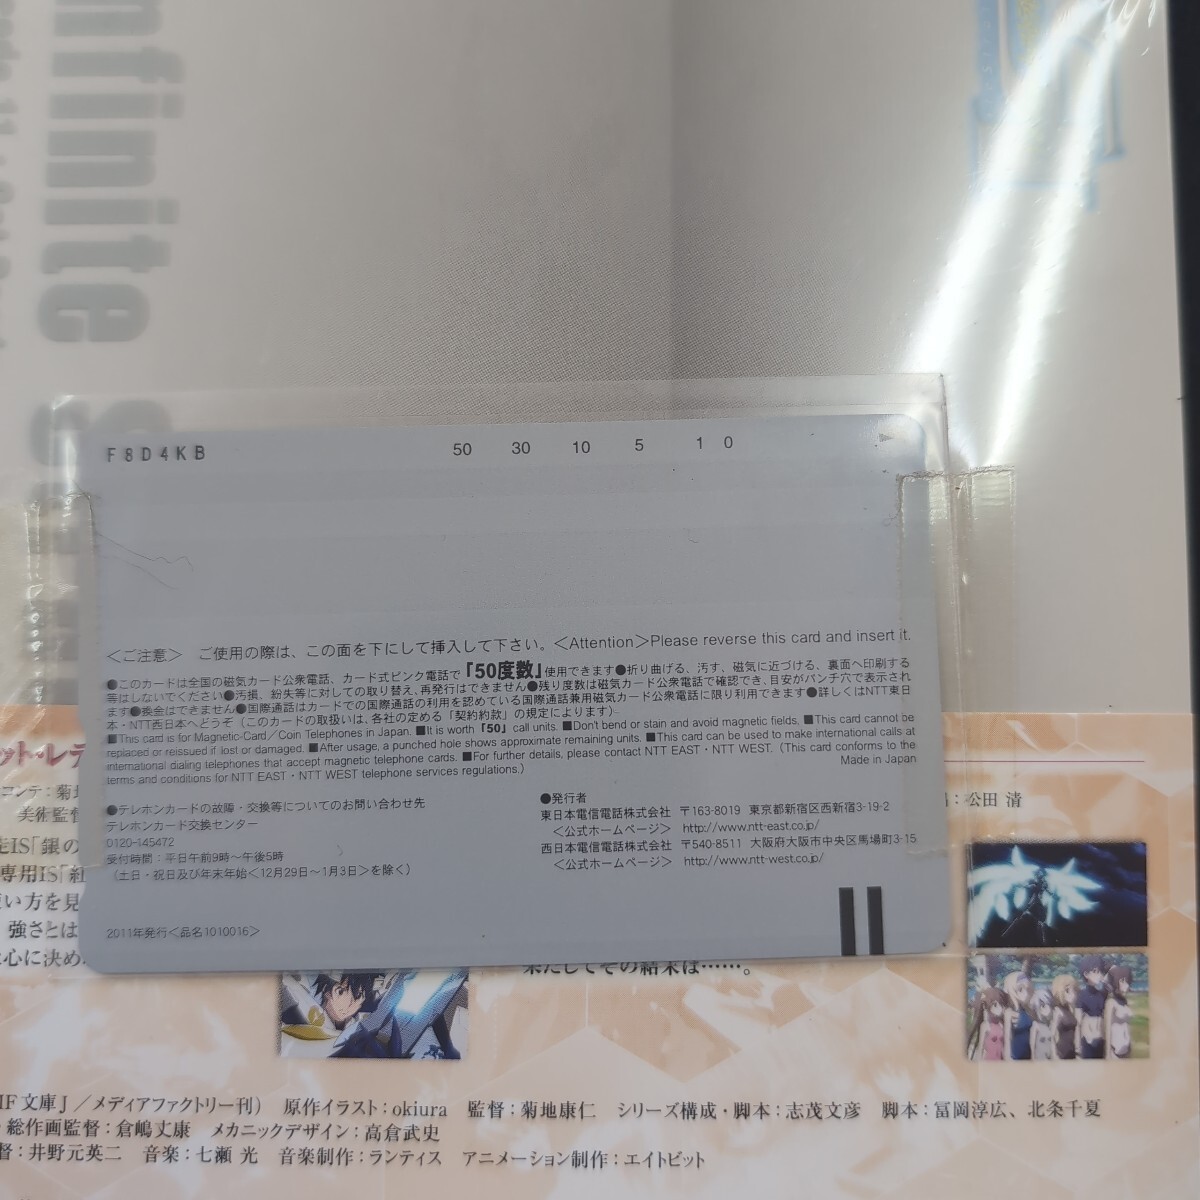 nfinite
F8D4KB
50 30 10 5 1 0
＜ご注意＞ ご使用の際は、この面を下にして挿入して下さい。＜Attention＞Please reverse this card and insert it.
●このカードは全国の磁気カード公衆電話、カード式ピンク電話で「50度数」使用できます●折り曲げる、汚す、磁気に近づける、裏面へ印刷する
等はしないでください●汚損、紛失等に対しての取り替え、再発行はできません●残り度数は磁気カード公衆電話で確認でき、目安がパンチ穴で表示され
ます●換金はできません●国際通話はカードでの国際通話の利用を認めている国際通話兼用磁気カード公衆電話に限り利用できます●詳しくはNTT東日
本・NTT西日本へどうぞ（このカードの取扱いは、各社の定める「契約約款」の規定によります）
■This card is for Magnetic-Card／Coin Telephones in Japan. ■It is worth「50」call units. ■Don't bend or stain and avoid magnetic fields. ■This card cannot be
replaced or reissued if lost or damaged. ■After usage, a punched hole shows approximate remaining units. ■This card can be used to make international calls at
international dialing telephones that accept magnetic telephone cards. ■For further details, please contact NTT EAST・NTT WEST.（This card conforms to the
terms and conditions for NTT EAST・NTT WEST telephone services regulations.）
Made in Japan
●テレホンカードの故障・交換等についてのお問い合わせ先
テレホンカード交換センター
0120-145472
受付時間：平日午前9時〜午後5時
（土日・祝日及び年末年始＜12月29日〜1月3日＞を除く）
●発行者
東日本電信電話株式会社 〒163-8019 東京都新宿区西新宿3-19-2
＜公式ホームページ＞ http://www.ntt-east.co.jp/
西日本電信電話株式会社 〒540-8511 大阪府大阪市中央区馬場町3-15
＜公式ホームページ＞ http://www.ntt-west.co.jp/
2011年発行＜品名1010016＞
ット・レデ
コンテ：菊地
：松田 清
美術監督
IS「銀の
専用IS「紅
い方を見
強さとは
心に決め
果たしてその結果は……。
IF文庫J／メディアファクトリー刊） 原作イラスト：okiura 監督：菊地康仁 シリーズ構成・脚本：志茂文彦 脚本：冨岡淳広、北条千夏
総作画監督：倉嶋丈康 メカニックデザイン：高倉武史
督：井野元英二 音楽：七瀬 光 音楽制作：ランティス アニメーション制作：エイトビット